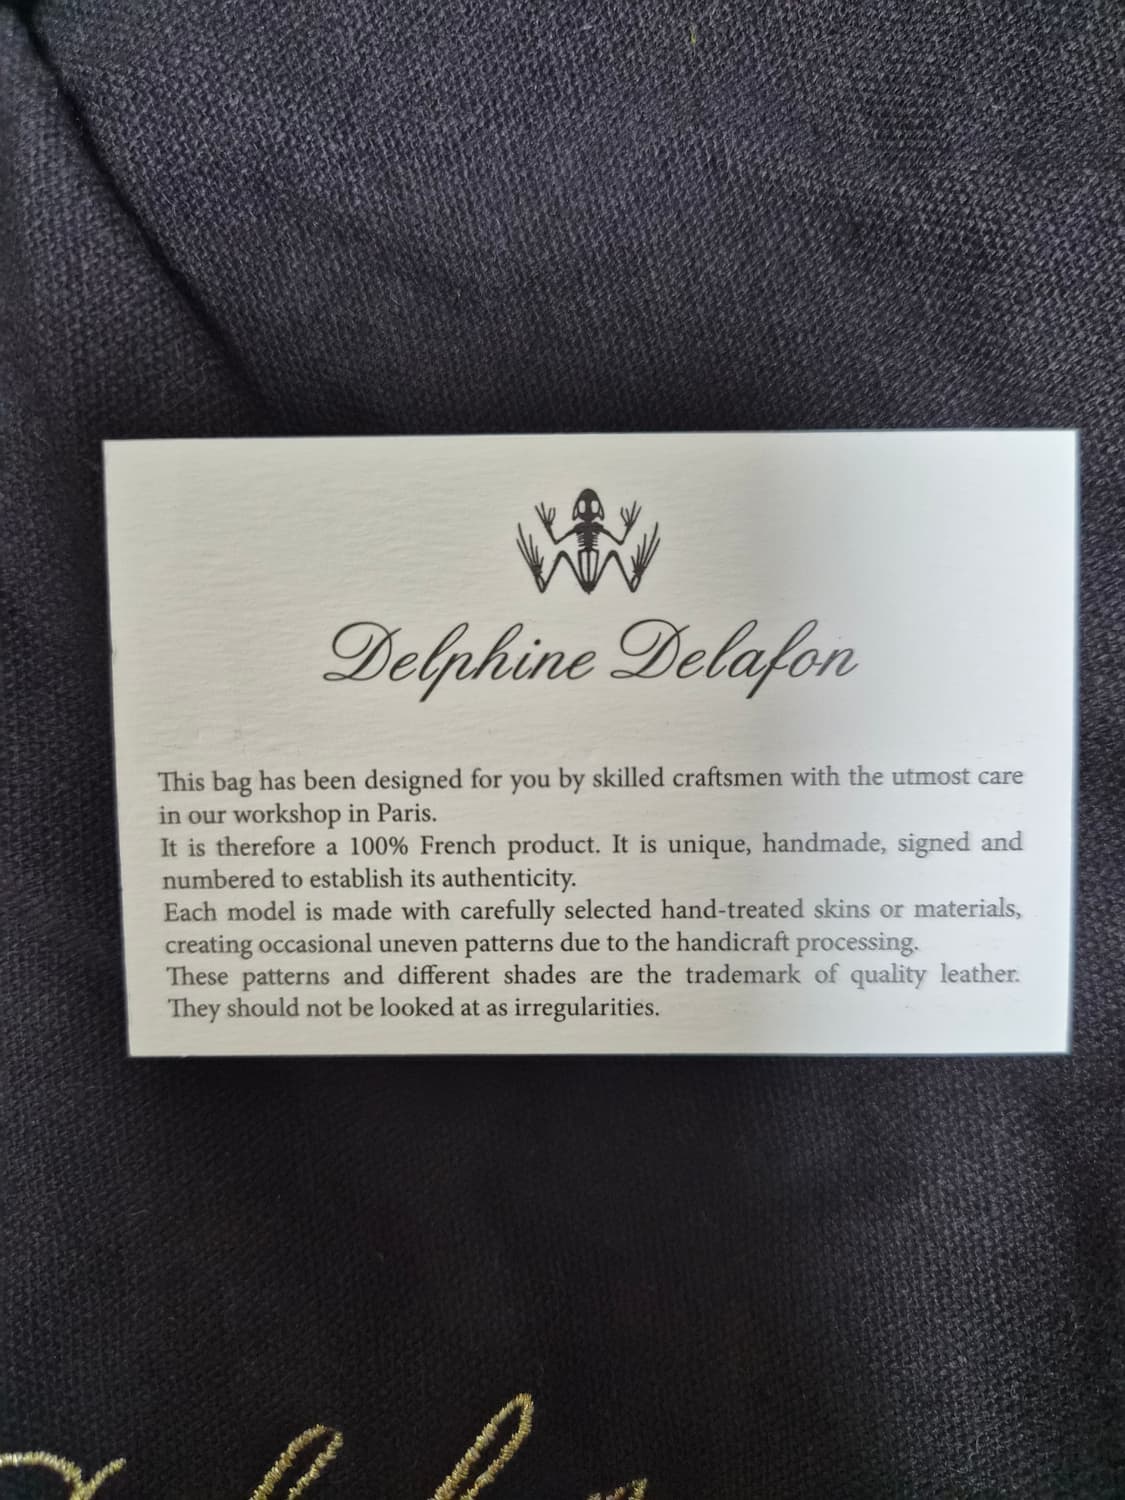 Delphine Delafon
This bag has been designed for you by skilled craftsmen with the utmost care
in our workshop in Paris.
It is therefore a 100% French product. It is unique, handmade, signed and
numbered to establish its authenticity.
Each model is made with carefully selected hand-treated skins or materials,
creating occasional uneven patterns due to the handicraft processing.
These patterns and different shades are the trademark of quality leather.
They should not be looked at as irregularities.